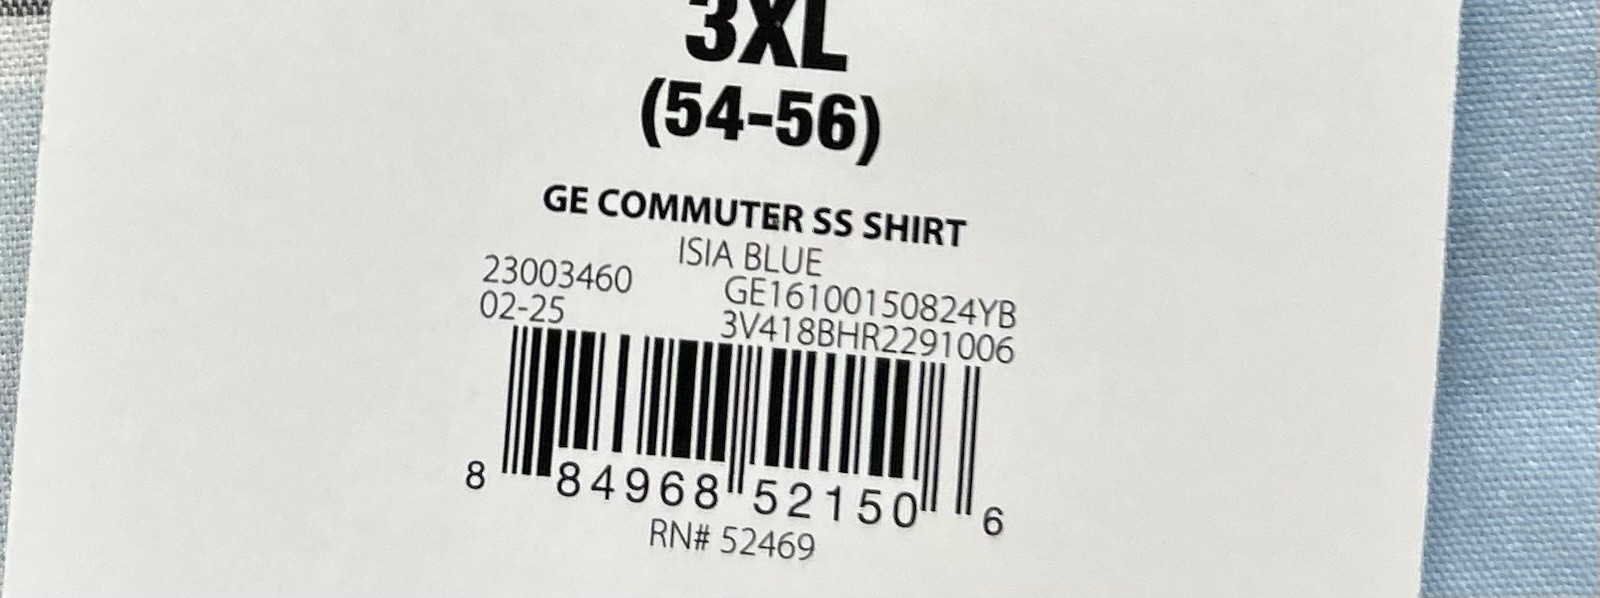 3XL
(54-56)
GE COMMUTER SS SHIRT
ISIA BLUE
23003460 GE16100150824YB
02-25 3V418BHR2291006
8 84968 52150 6
RN# 52469